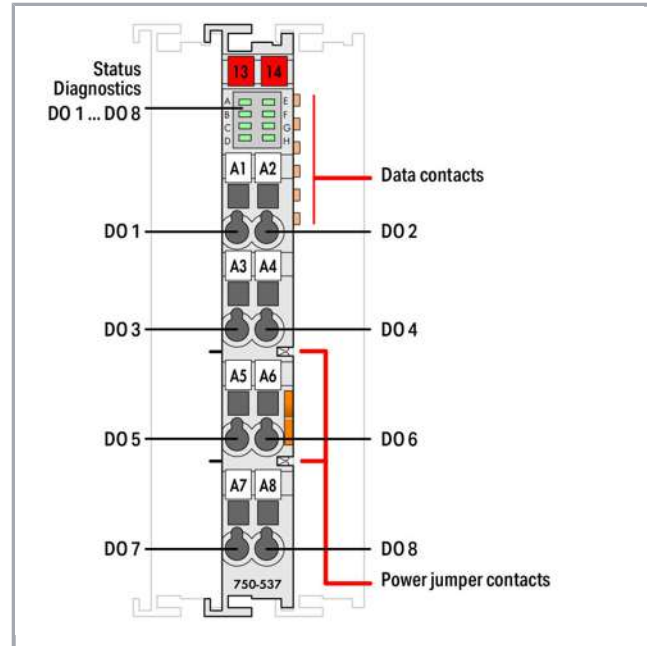 Status
Diagnostics
DO 1 ... DO 8
13 14
A E
B F
C G
D H
Data contacts
A1 A2
DO 1
DO 2
A3 A4
DO 3
DO 4
A5 A6
DO 5
DO 6
A7 A8
DO 7
DO 8
750-537
Power jumper contacts